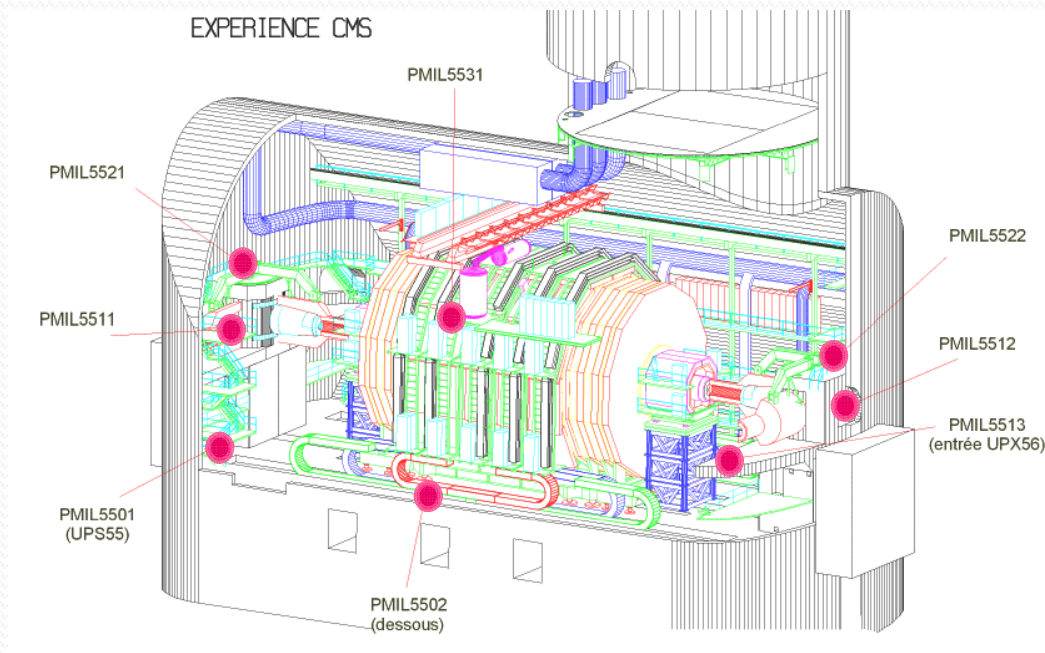 EXPERIENCE CMS
PMIL5531
PMIL5521
PMIL5522
PMIL5511
PMIL5512
PMIL5513
(entrée UPX56)
PMIL5501
(UPS55)
PMIL5502
(dessous)